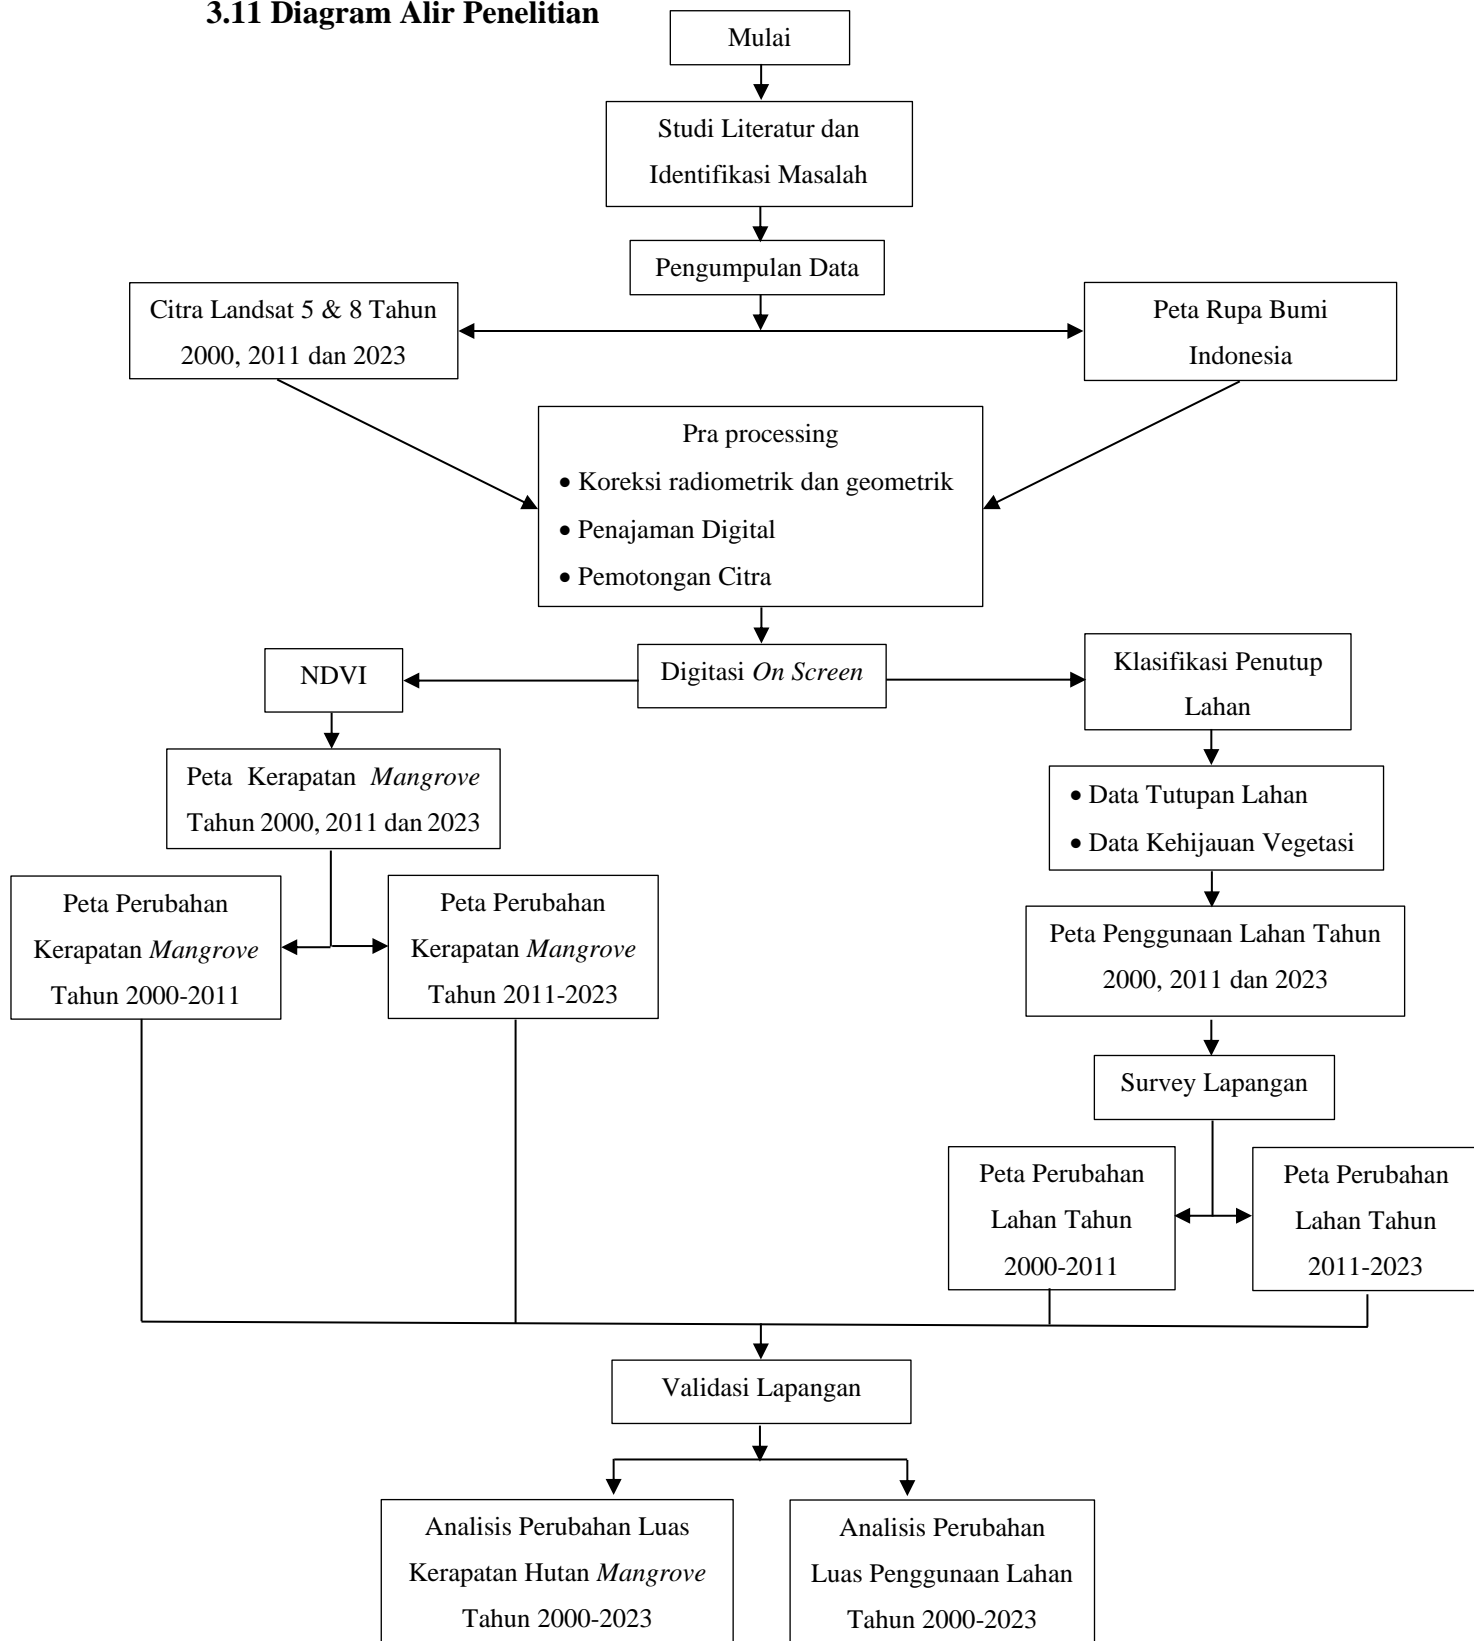 3.11 Diagram Alir Penelitian
Mulai
Studi Literatur dan
Identifikasi Masalah
Pengumpulan Data
Citra Landsat 5 & 8 Tahun
2000, 2011 dan 2023
Peta Rupa Bumi
Indonesia
Pra processing
• Koreksi radiometrik dan geometrik
• Penajaman Digital
• Pemotongan Citra
NDVI
Digitasi On Screen
Klasifikasi Penutup
Lahan
Peta Kerapatan Mangrove
Tahun 2000, 2011 dan 2023
• Data Tutupan Lahan
• Data Kehijauan Vegetasi
Peta Perubahan
Kerapatan Mangrove
Tahun 2000-2011
Peta Perubahan
Kerapatan Mangrove
Tahun 2011-2023
Peta Penggunaan Lahan Tahun
2000, 2011 dan 2023
Survey Lapangan
Peta Perubahan
Lahan Tahun
2000-2011
Peta Perubahan
Lahan Tahun
2011-2023
Validasi Lapangan
Analisis Perubahan Luas
Kerapatan Hutan Mangrove
Tahun 2000-2023
Analisis Perubahan
Luas Penggunaan Lahan
Tahun 2000-2023